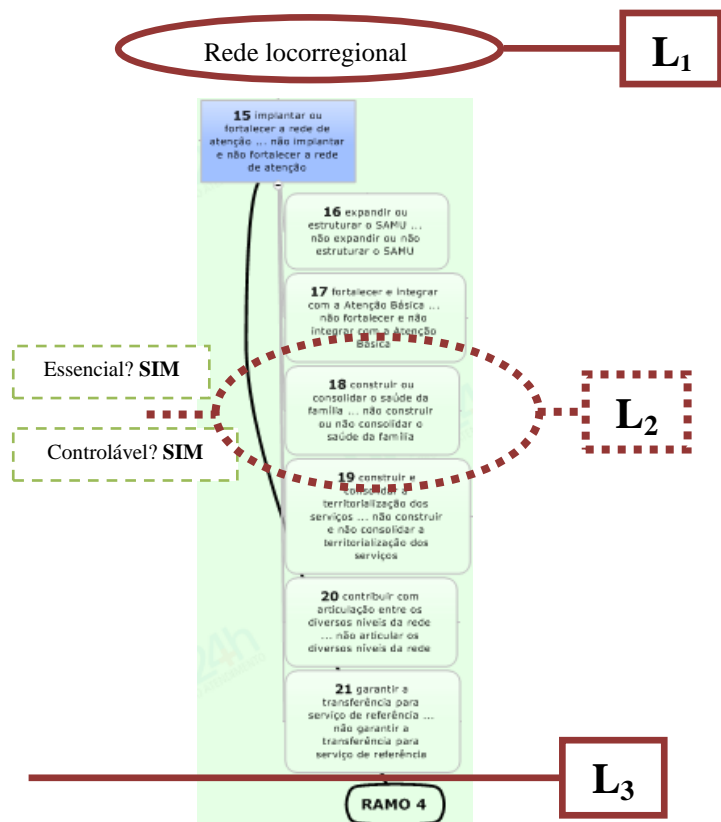 Rede locorregional
L1
15 implantar ou
fortalecer a rede de
atenção ... não implantar
e não fortalecer a rede
de atenção
16 expandir ou
estruturar o SAMU ...
não expandir ou não
estruturar o SAMU
17 fortalecer e integrar
com a Atenção Básica ...
não fortalecer e não
integrar com a Atenção
Básica
Essencial? SIM
18 construir ou
consolidar o saúde da
família ... não construir
ou não consolidar o
saúde da família
L2
Controlável? SIM
19 construir e
consolidar a
territorialização dos
serviços ... não construir
e não consolidar a
territorialização dos
serviços
20 contribuir com
articulação entre os
diversos níveis da rede
... não articular os
diversos níveis da rede
24h
21 garantir a
transferência para
serviço de referência ...
não garantir a
transferência para
serviço de referência
L3
RAMO 4